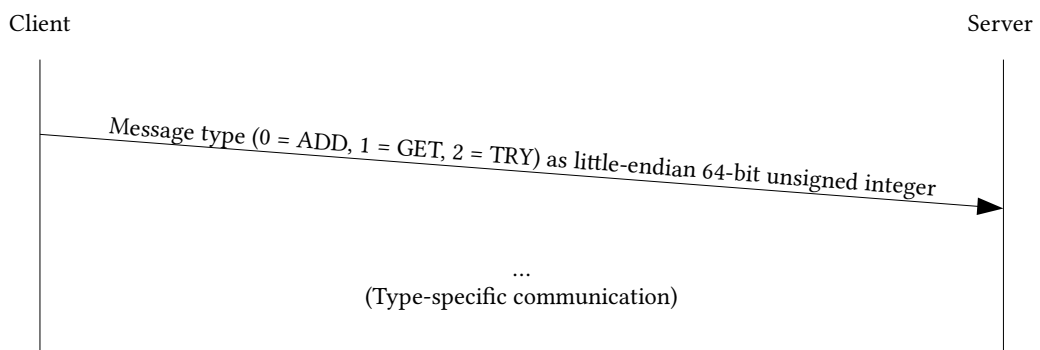 Client
Server
Message type (0 = ADD, 1 = GET, 2 = TRY) as little-endian 64-bit unsigned integer
...
(Type-specific communication)